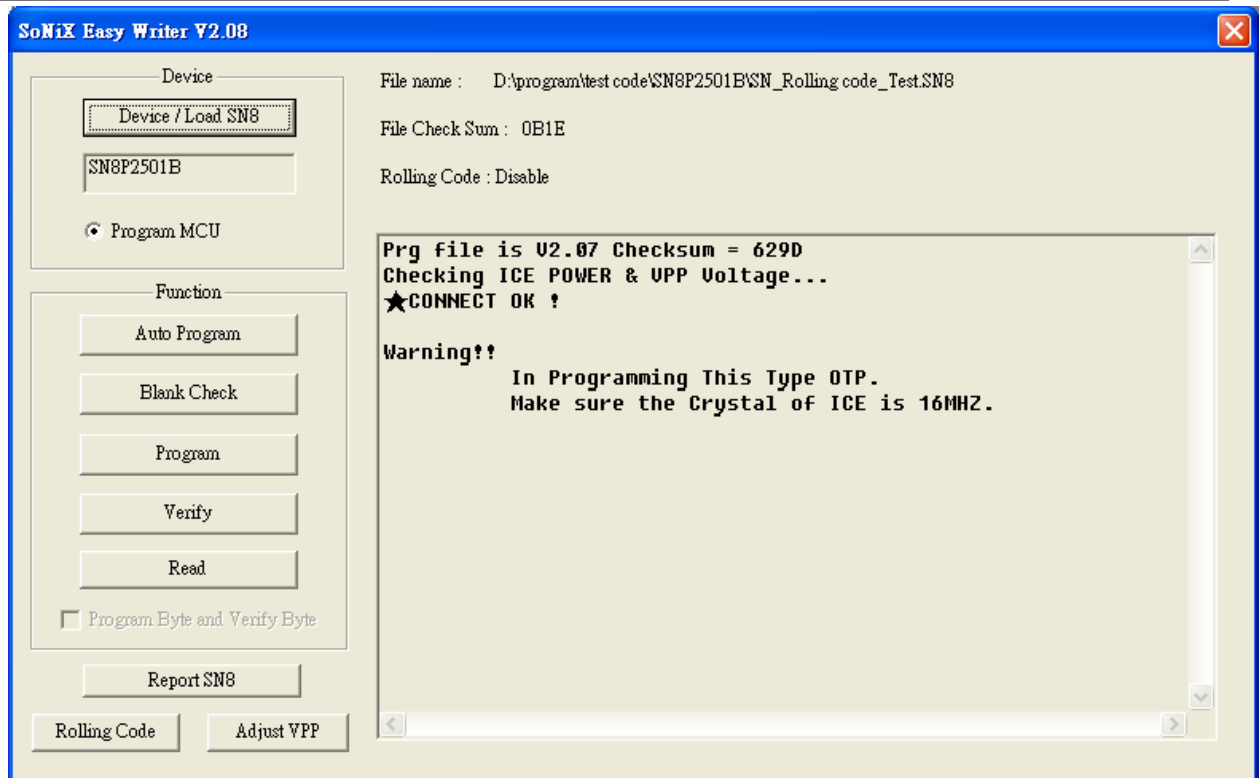 SoNiX Easy Writer V2.08
Device
Device / Load SN8
SN8P2501B
Program MCU
Function
Auto Program
Blank Check
Program
Verify
Read
Program Byte and Verify Byte
Report SN8
Rolling Code
Adjust VPP
File name : D:\program\test code\SN8P2501B\SN_Rolling code_Test.SN8
File Check Sum : 0B1E
Rolling Code : Disable
Prg file is V2.07 Checksum = 629D
Checking ICE POWER & VPP Voltage...
★CONNECT OK !
Warning!!
In Programming This Type OTP.
Make sure the Crystal of ICE is 16MHZ.